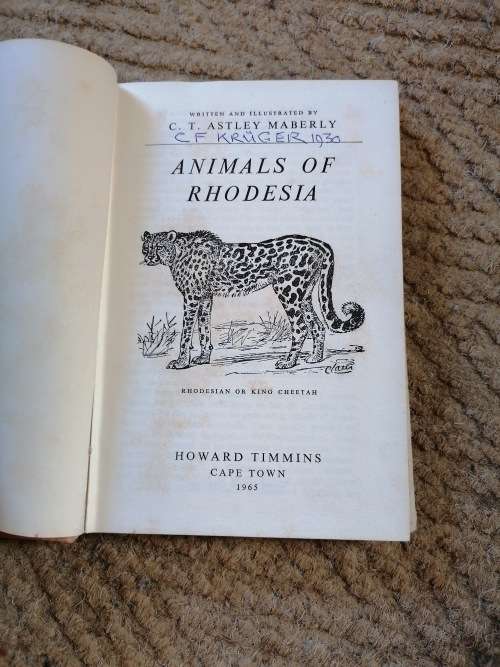 WRITTEN AND ILLUSTRATED BY
C. T. ASTLEY MABERLY
C F KRÜGER 1930
ANIMALS OF
RHODESIA
RHODESIAN OR KING CHEETAH
HOWARD TIMMINS
CAPE TOWN
1965